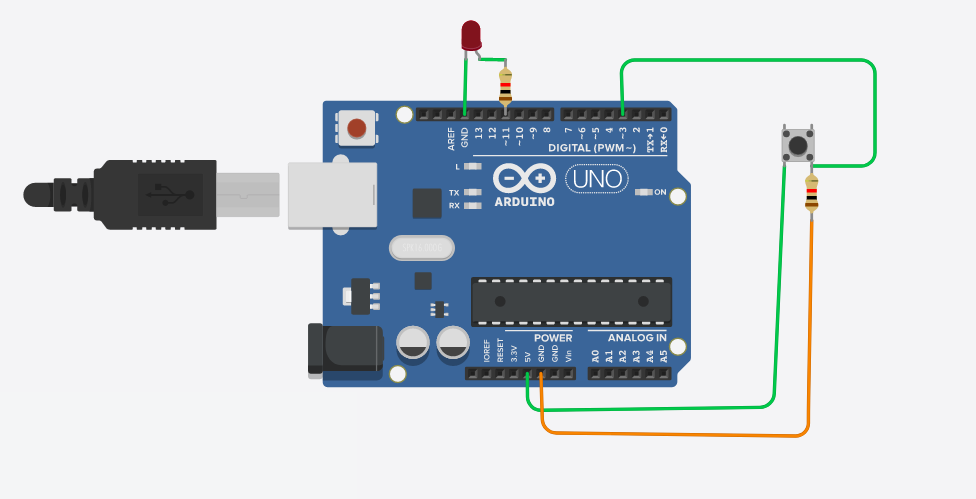 AREF
GND
13
12
~11
~10
~9
8
7
~6
~5
4
~3
2
TX→1
RX←0
DIGITAL (PWM~)
L
TX
RX
UNO
ON
ARDUINO
IOREF
RESET
3.3V
5V
GND
GND
Vin
POWER
ANALOG IN
A0
A1
A2
A3
A4
A5